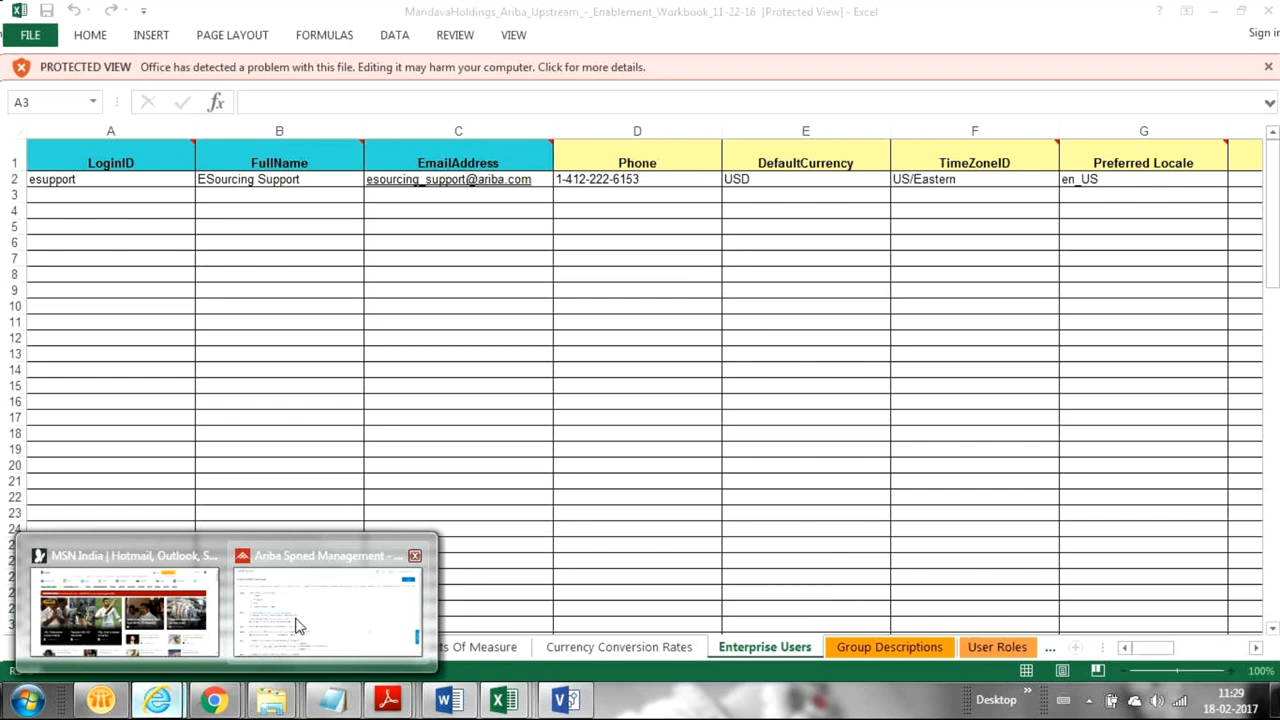 MandavaHoldings_Ariba_Upstream_-_Enablement_Workbook_11-22-16 [Protected View] - Excel
FILE HOME INSERT PAGE LAYOUT FORMULAS DATA REVIEW VIEW Sign in
PROTECTED VIEW Office has detected a problem with this file. Editing it may harm your computer. Click for more details.
A3 fx
A B C D E F G
1 LoginID FullName EmailAddress Phone DefaultCurrency TimeZoneID Preferred Locale
2 esupport ESourcing Support esourcing_support@ariba.com 1-412-222-6153 USD US/Eastern en_US
3
4
5
6
7
8
9
10
11
12
13
14
15
16
17
18
19
20
21
22
23
24
MSN India | Hotmail, Outlook, S... Ariba Spned Management - ...
ts Of Measure Currency Conversion Rates Enterprise Users Group Descriptions User Roles ...
100%
Desktop » 11:29
18-02-2017